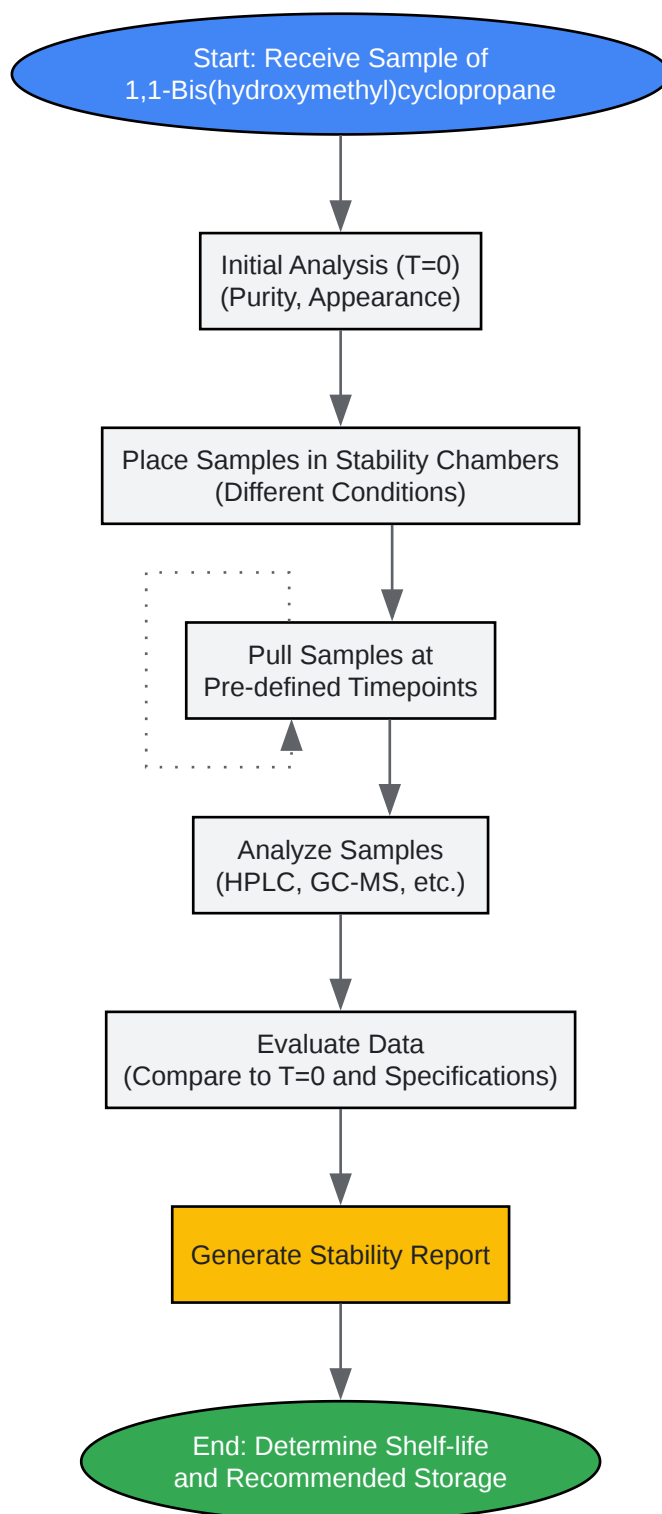 Start: Receive Sample of
1,1-Bis(hydroxymethyl)cyclopropane
Initial Analysis (T=0)
(Purity, Appearance)
Place Samples in Stability Chambers
(Different Conditions)
Pull Samples at
Pre-defined Timepoints
Analyze Samples
(HPLC, GC-MS, etc.)
Evaluate Data
(Compare to T=0 and Specifications)
Generate Stability Report
End: Determine Shelf-life
and Recommended Storage